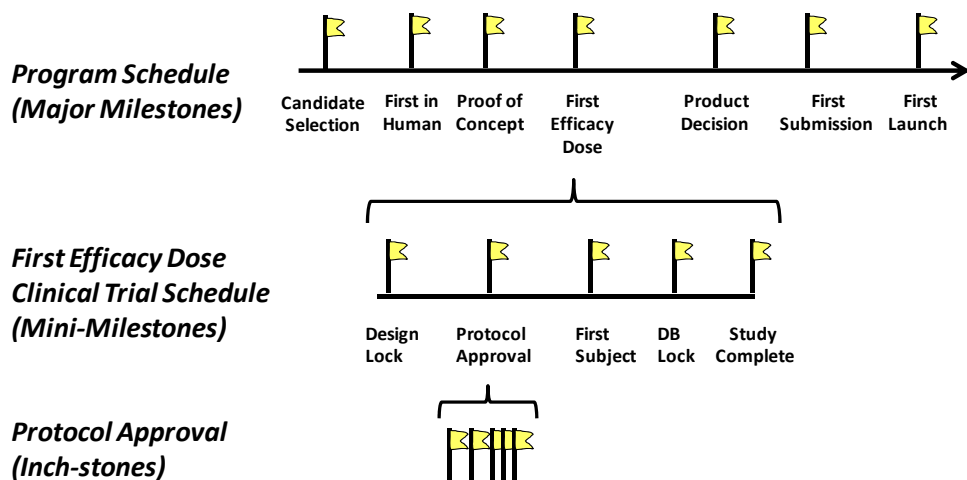 Program Schedule
(Major Milestones)
Candidate
Selection
First in
Human
Proof of
Concept
First
Efficacy
Dose
Product
Decision
First
Submission
First
Launch
First Efficacy Dose
Clinical Trial Schedule
(Mini-Milestones)
Design
Lock
Protocol
Approval
First
Subject
DB
Lock
Study
Complete
Protocol Approval
(Inch-stones)